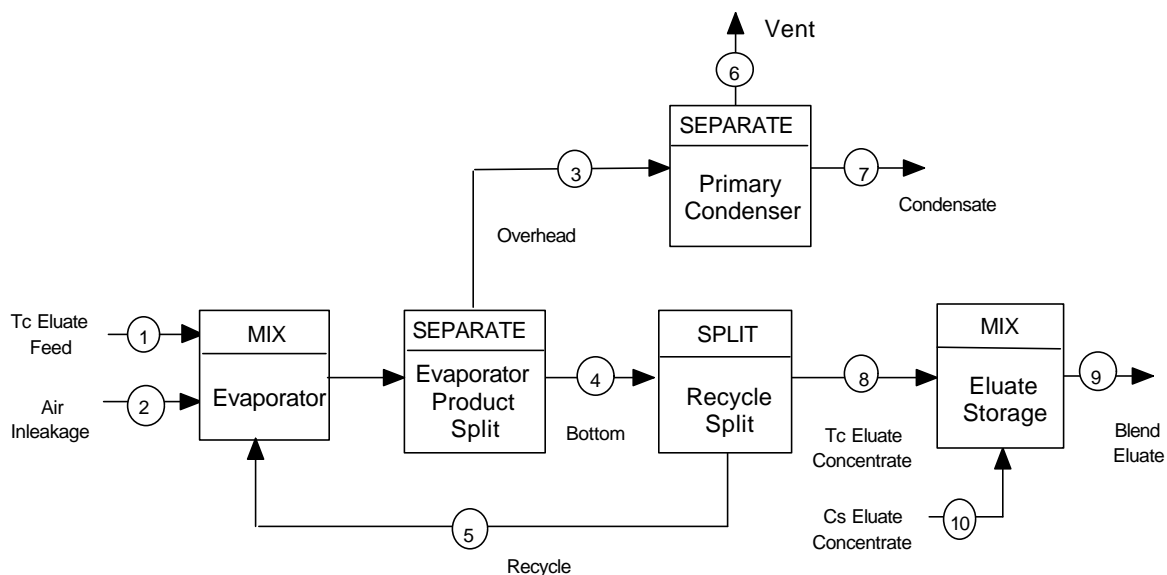 Vent
6
SEPARATE
Primary
Condenser
3
7
Condensate
Overhead
Tc Eluate
Feed
1
Air
Inleakage
2
MIX
Evaporator
SEPARATE
Evaporator
Product
Split
4
Bottom
SPLIT
Recycle
Split
8
Tc Eluate
Concentrate
MIX
Eluate
Storage
9
Blend
Eluate
Cs Eluate
Concentrate
10
5
Recycle